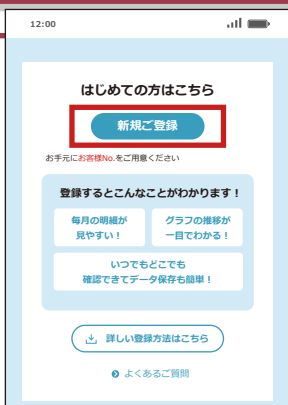 12:00
はじめての方はこちら
新規ご登録
お手元にお客様No.をご用意ください
登録するとこんなことがわかります！
毎月の明細が
見やすい！
グラフの推移が
一目でわかる！
いつでもどこでも
確認できてデータ保存も簡単！
詳しい登録方法はこちら
よくあるご質問